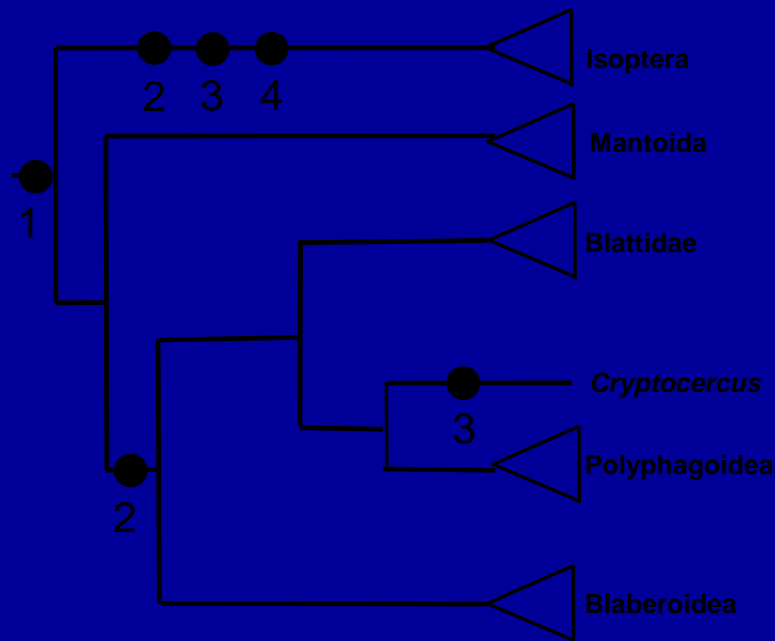 2 3 4
Isoptera
Mantoida
1
Blattidae
Cryptocercus
3
Polyphagoidea
2
Blaberoidea